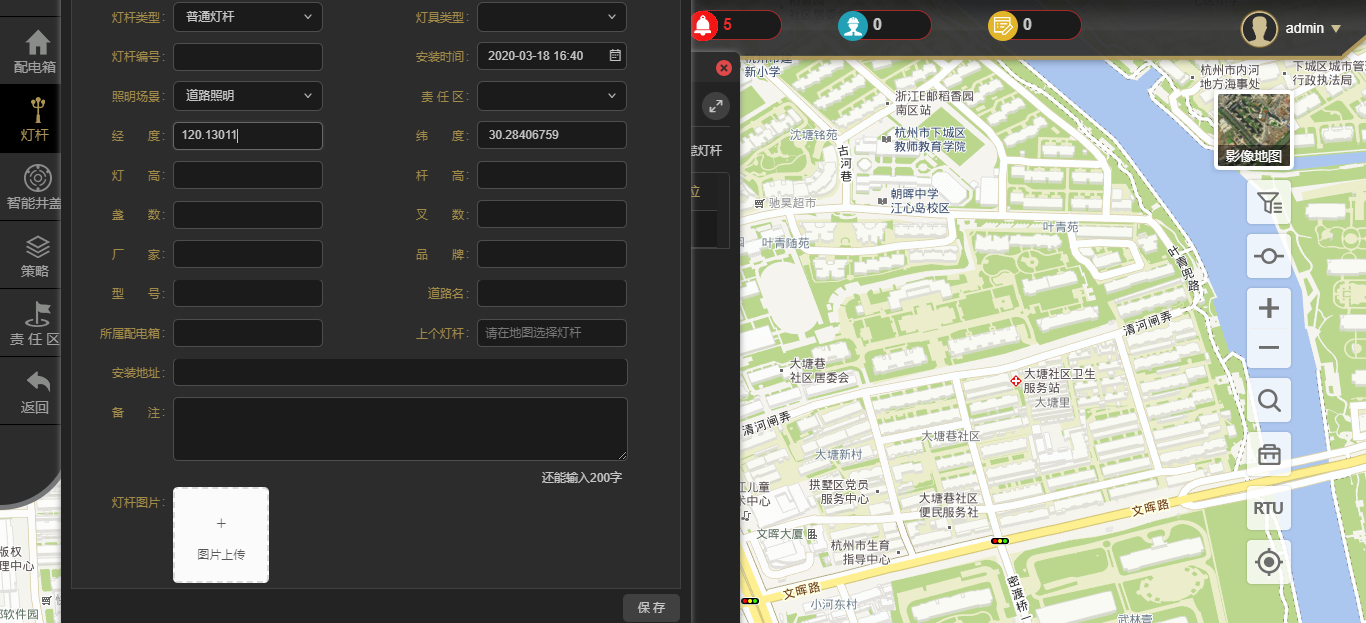 配电箱
灯杆
智能井盖
策略
责任区
返回
灯杆类型:
普通灯杆
灯具类型:
灯杆编号:
安装时间:
2020-03-18 16:40
照明场景:
道路照明
责 任 区:
经 度:
120.13011
纬 度:
30.28406759
灯 高:
杆 高:
盏 数:
叉 数:
厂 家:
品 牌:
型 号:
道路名:
所属配电箱:
上个灯杆:
请在地图选择灯杆
安装地址:
备 注:
还能输入200字
灯杆图片:
+
图片上传
保 存
5
0
0
admin
灯杆
位
新小学
浙江E邮稻香园
南区站
杭州市内河
地方海事处
下城区城市管
行政执法局
影像地图
沈塘铭苑
杭州市下城区
教师教育学院
古河巷
朝晖中学
江心岛校区
驰昊超市
叶青随苑
叶青苑
叶青兜路
清河闸弄
大塘巷
社区居委会
大塘社区卫生
服务站
大塘里
清河闸弄
大塘巷社区
大塘新村
江儿童
术中心
拱墅区党员
服务中心
大塘巷社区
便民服务社
文晖路
文晖大厦
杭州市生育
指导中心
文晖路
小河东村
密渡桥
RTU
版权
理中心
软件园